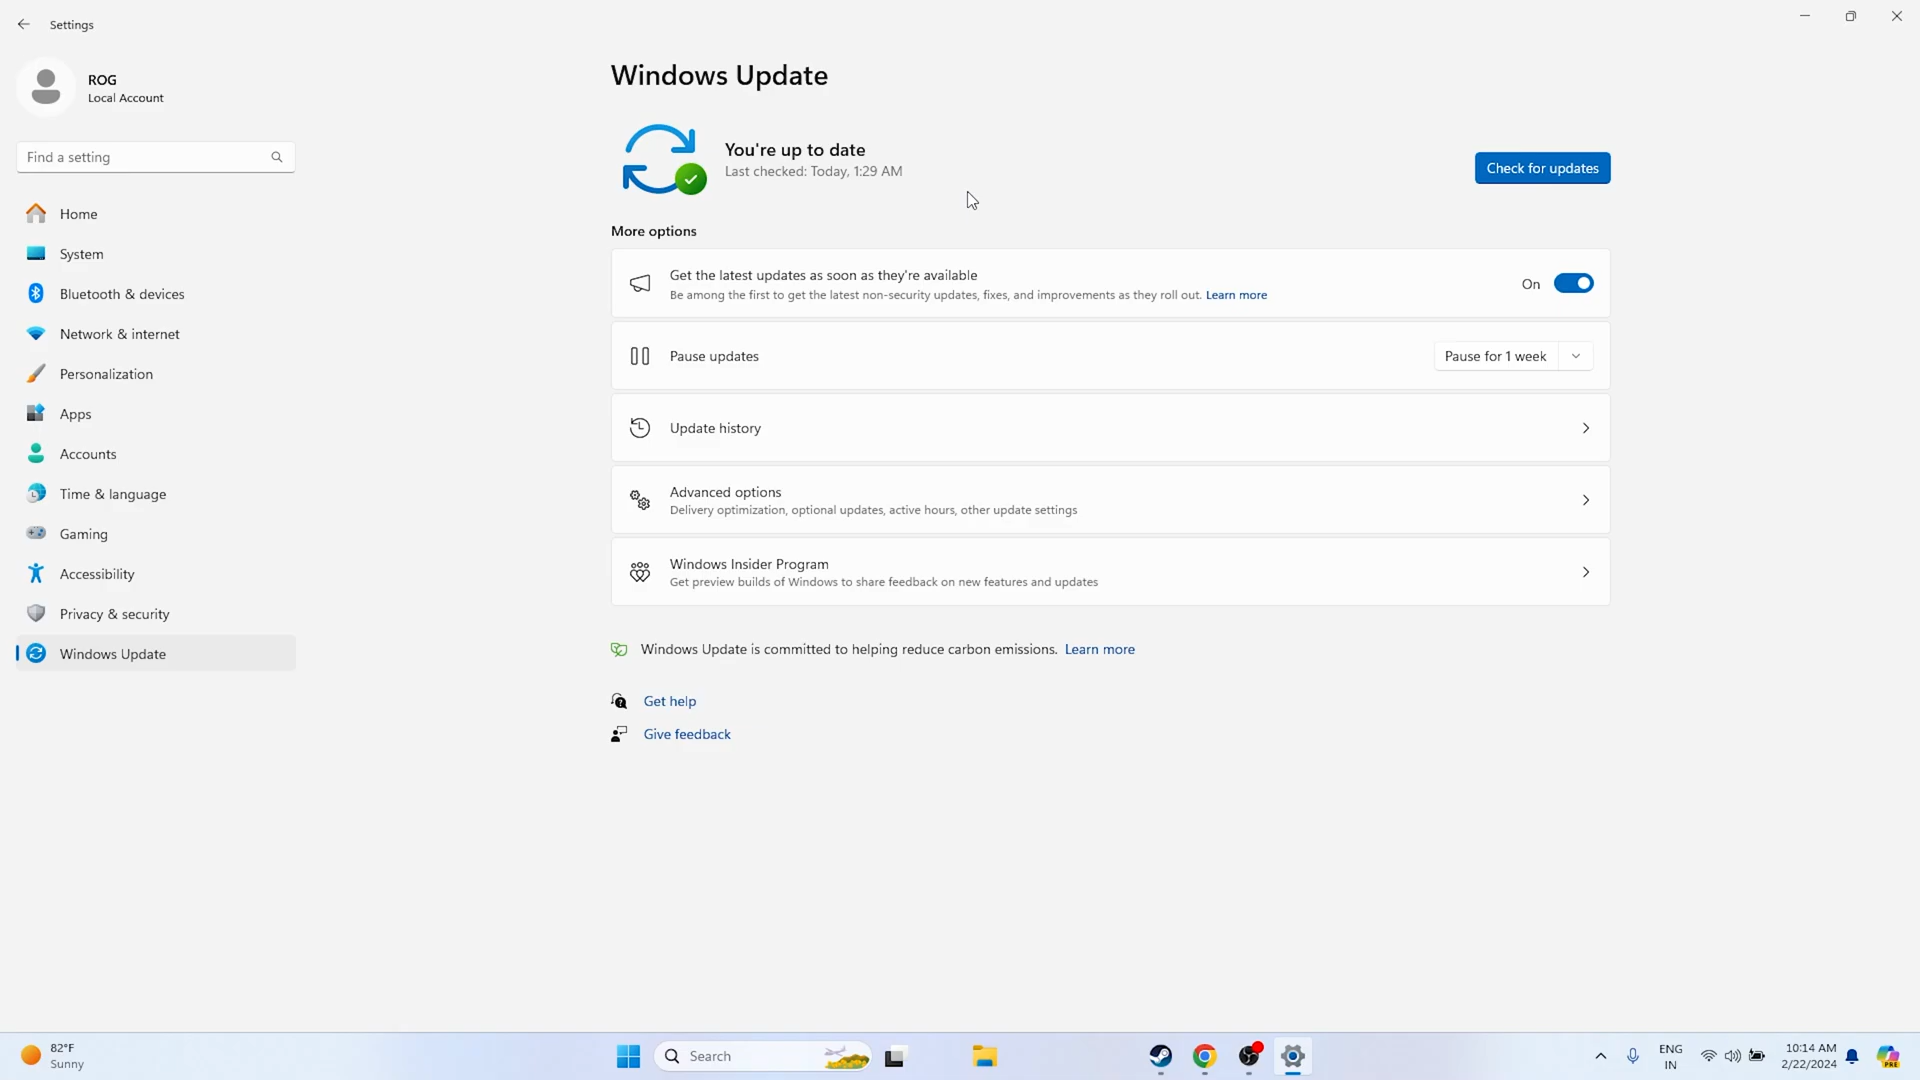 Settings
ROG
Local Account
Find a setting
Home
System
Bluetooth & devices
Network & internet
Personalization
Apps
Accounts
Time & language
Gaming
Accessibility
Privacy & security
Windows Update
Windows Update
You're up to date
Last checked: Today, 1:29 AM
Check for updates
More options
Get the latest updates as soon as they're available
Be among the first to get the latest non-security updates, fixes, and improvements as they roll out. Learn more
On
Pause updates
Pause for 1 week
Update history
Advanced options
Delivery optimization, optional updates, active hours, other update settings
Windows Insider Program
Get preview builds of Windows to share feedback on new features and updates
Windows Update is committed to helping reduce carbon emissions. Learn more
Get help
Give feedback
82°F
Sunny
Search
ENG
IN
10:14 AM
2/22/2024
PRE